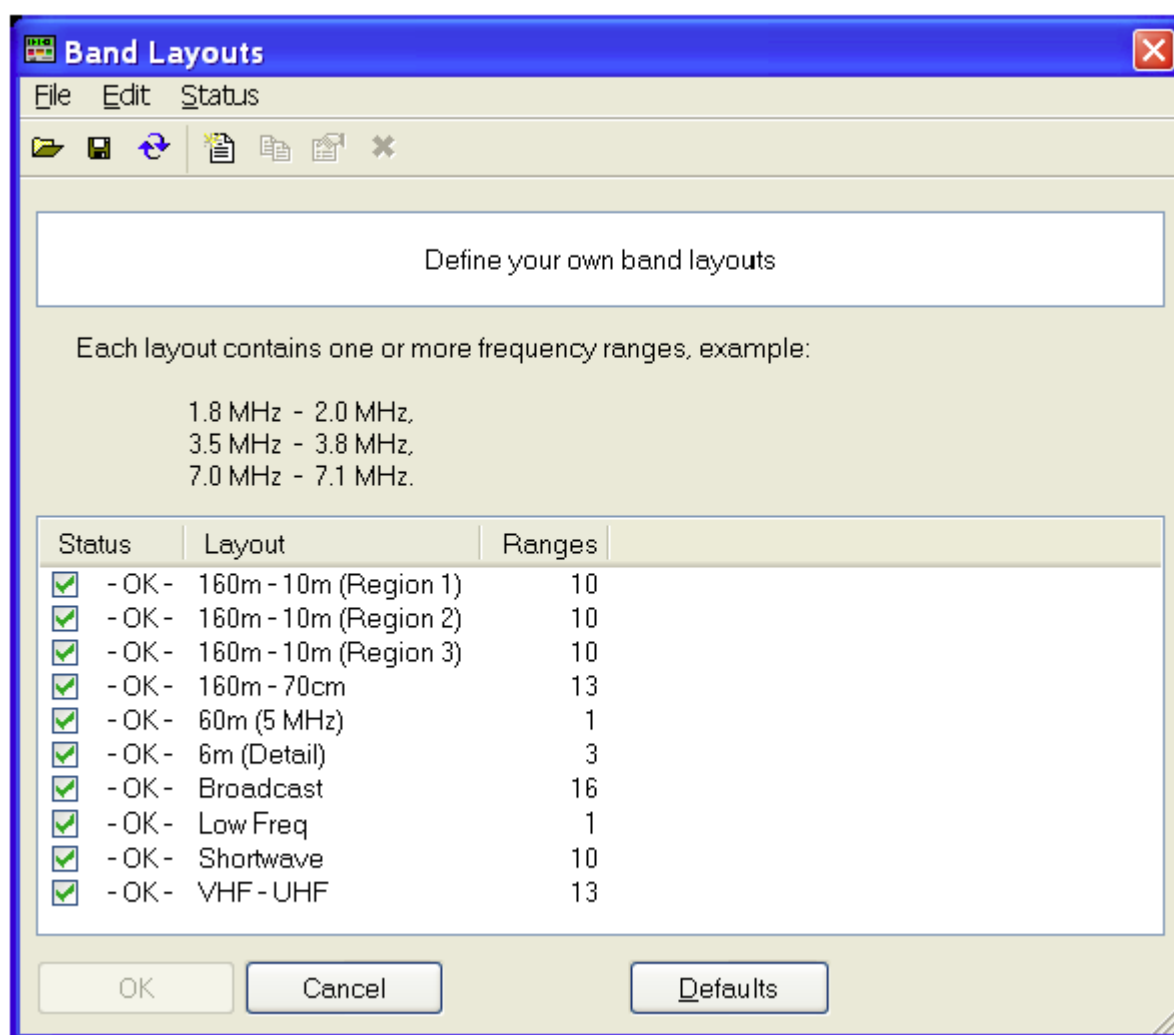 Band Layouts
File Edit Status
Define your own band layouts
Each layout contains one or more frequency ranges, example:
1.8 MHz - 2.0 MHz,
3.5 MHz - 3.8 MHz,
7.0 MHz - 7.1 MHz.
Status Layout Ranges
- OK - 160m - 10m (Region 1) 10
- OK - 160m - 10m (Region 2) 10
- OK - 160m - 10m (Region 3) 10
- OK - 160m - 70cm 13
- OK - 60m (5 MHz) 1
- OK - 6m (Detail) 3
- OK - Broadcast 16
- OK - Low Freq 1
- OK - Shortwave 10
- OK - VHF - UHF 13
OK Cancel Defaults